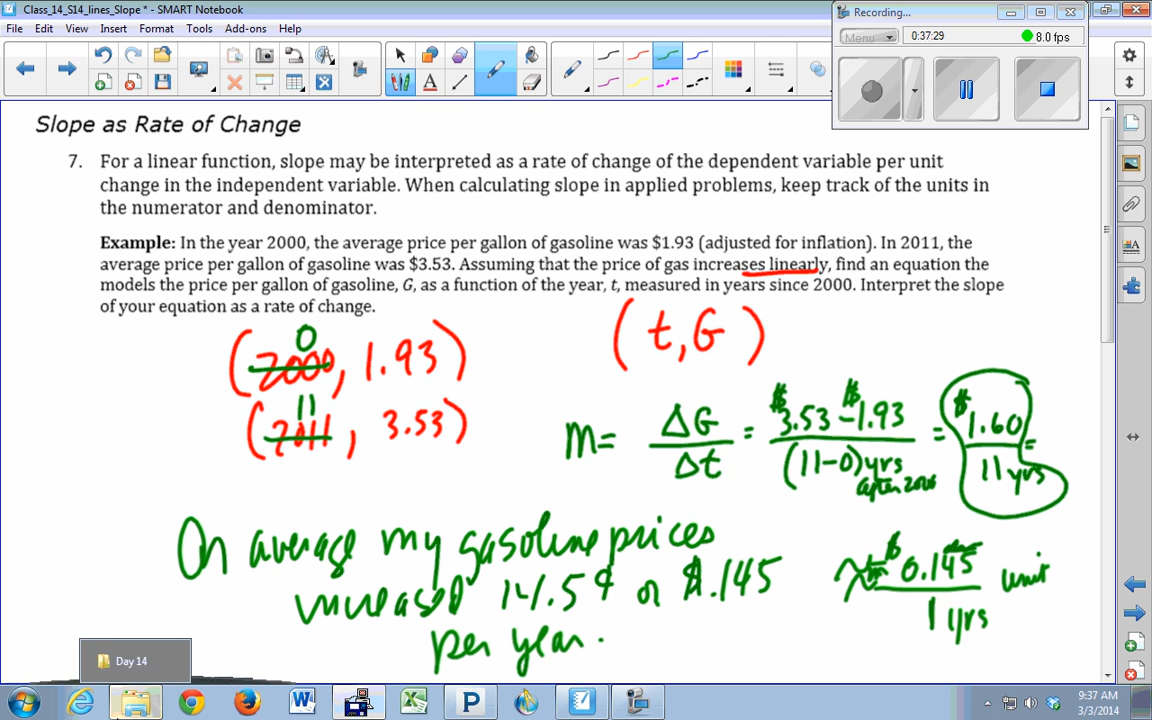 Class_14_S14_lines_Slope * - SMART Notebook
File Edit View Insert Format Tools Add-ons Help
Recording...
Menu 0:37:29 8.0 fps
Slope as Rate of Change
7. For a linear function, slope may be interpreted as a rate of change of the dependent variable per unit
change in the independent variable. When calculating slope in applied problems, keep track of the units in
the numerator and denominator.
Example: In the year 2000, the average price per gallon of gasoline was $1.93 (adjusted for inflation). In 2011, the
average price per gallon of gasoline was $3.53. Assuming that the price of gas increases linearly, find an equation the
models the price per gallon of gasoline, G, as a function of the year, t, measured in years since 2000. Interpret the slope
of your equation as a rate of change.
0
(2000, 1.93)
(t, G)
11
(2011, 3.53)
m= ΔG = $3.53 - $1.93 = $1.60 =
Δt (11-0)yrs 11 yrs
after 2000
On average my gasoline prices
increased 14.5¢ or $.145
per year.
≈ $0.145 unit
1 yrs
Day 14
9:37 AM
3/3/2014